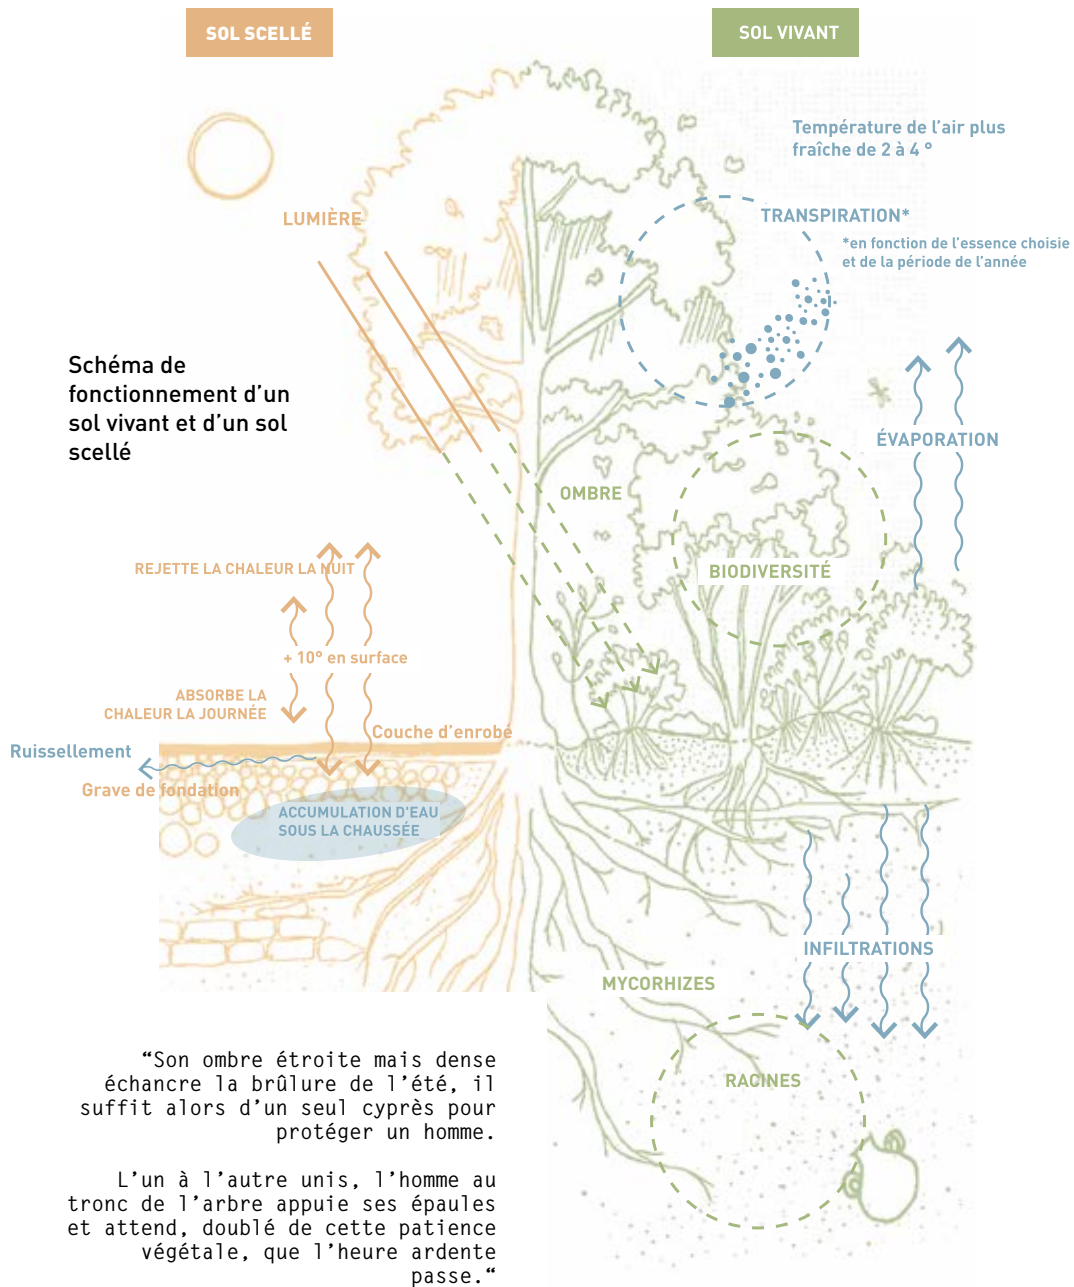 SOL SCELLÉ
SOL VIVANT
Température de l'air plus
fraîche de 2 à 4 °
LUMIÈRE
TRANSPIRATION*
*en fonction de l'essence choisie
et de la période de l'année
Schéma de
fonctionnement d'un
sol vivant et d'un sol
scellé
ÉVAPORATION
OMBRE
REJETTE LA CHALEUR LA NUIT
BIODIVERSITÉ
+ 10° en surface
ABSORBE LA
CHALEUR LA JOURNÉE
Couche d'enrobé
Ruissellement
Grave de fondation
ACCUMULATION D'EAU
SOUS LA CHAUSSÉE
INFILTRATIONS
MYCORHIZES
RACINES
“Son ombre étroite mais dense
échancre la brûlure de l'été, il
suffit alors d'un seul cyprès pour
protéger un homme.
L'un à l'autre unis, l'homme au
tronc de l'arbre appuie ses épaules
et attend, doublé de cette patience
végétale, que l'heure ardente
passe.“